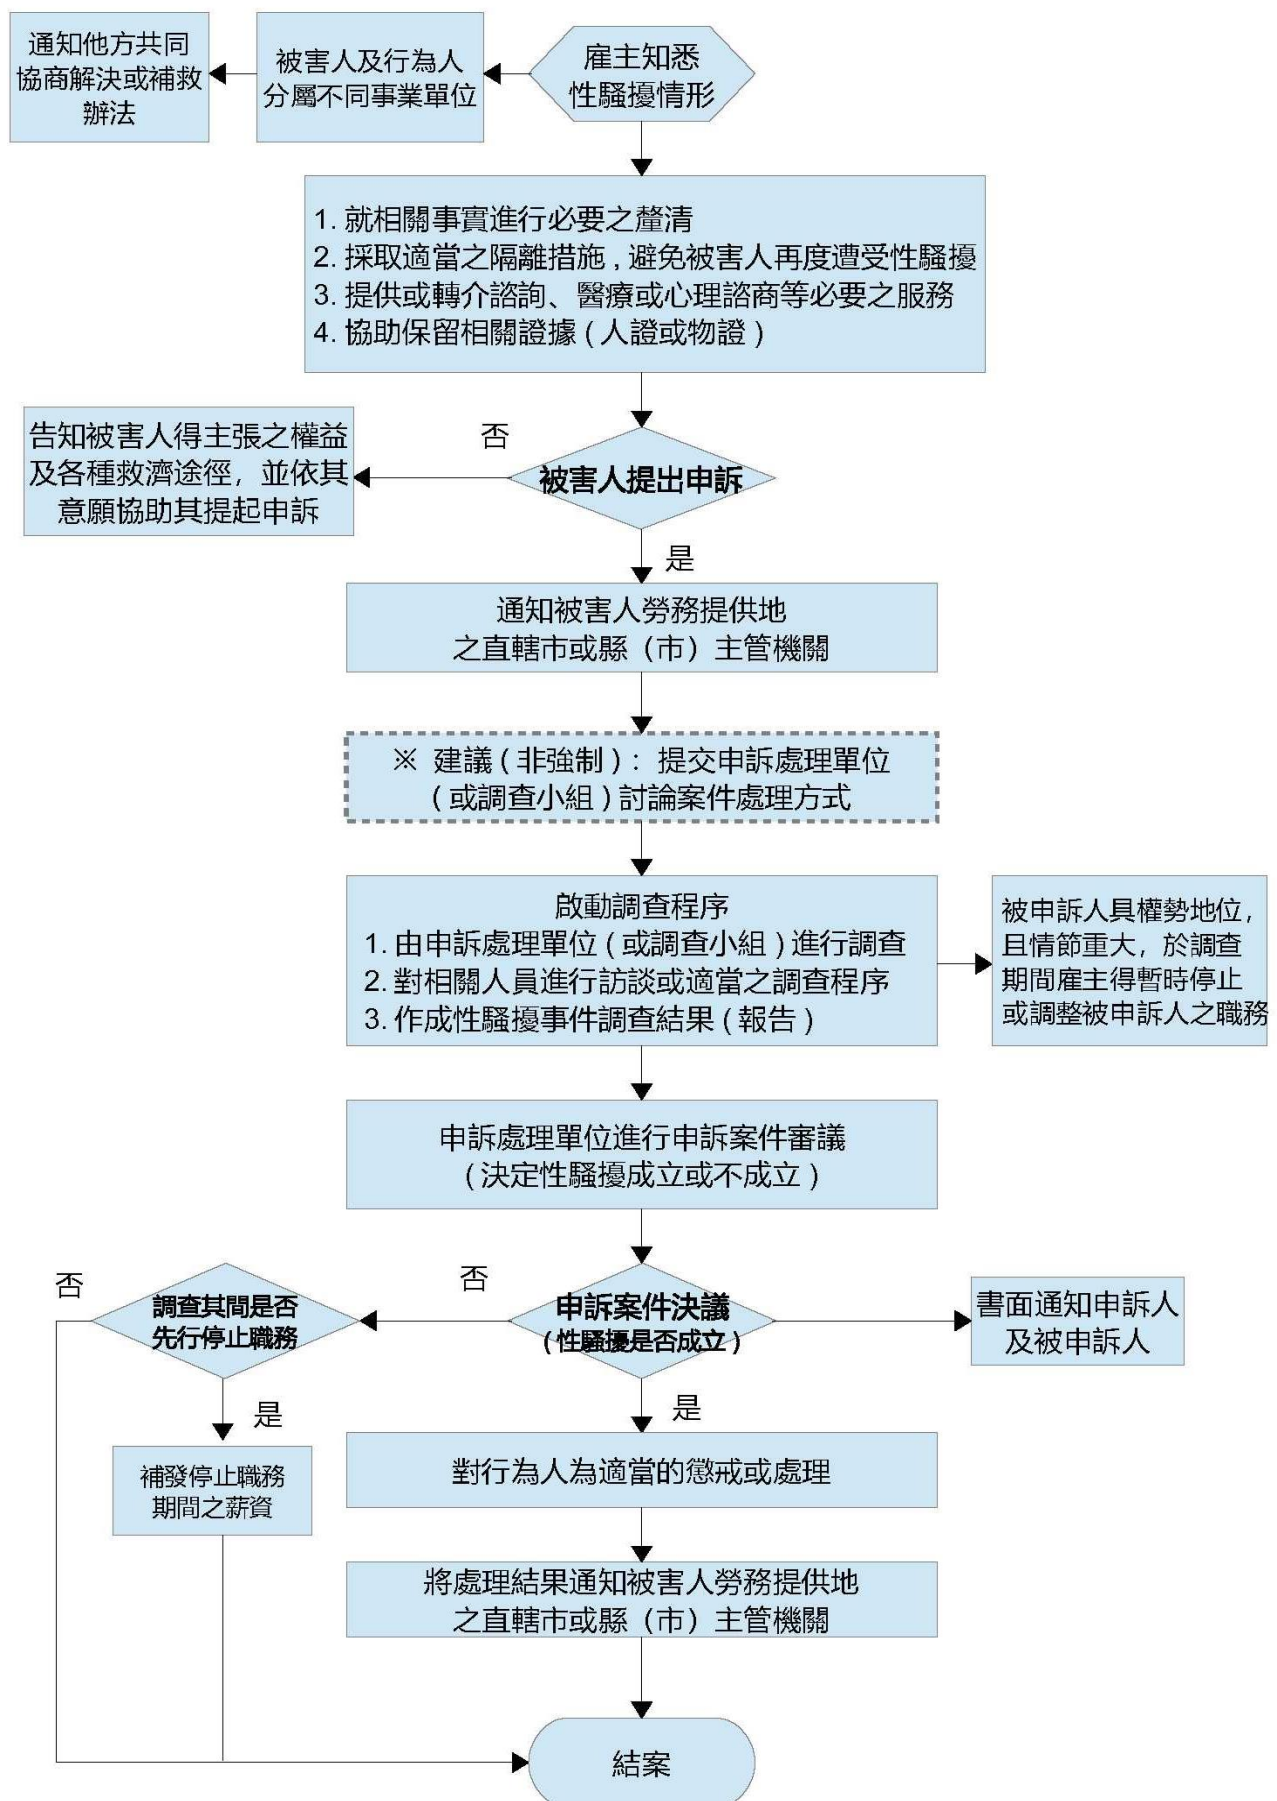 雇主知悉
性騷擾情形
被害人及行為人
分屬不同事業單位
通知他方共同
協商解決或補救
辦法
1. 就相關事實進行必要之釐清
2. 採取適當之隔離措施 , 避免被害人再度遭受性騷擾
3. 提供或轉介諮詢、醫療或心理諮商等必要之服務
4. 協助保留相關證據 ( 人證或物證 )
被害人提出申訴
否
告知被害人得主張之權益
及各種救濟途徑，並依其
意願協助其提起申訴
是
通知被害人勞務提供地
之直轄市或縣（市）主管機關
※ 建議 ( 非強制 ) ：提交申訴處理單位
( 或調查小組 ) 討論案件處理方式
啟動調查程序
1. 由申訴處理單位 ( 或調查小組 ) 進行調查
2. 對相關人員進行訪談或適當之調查程序
3. 作成性騷擾事件調查結果 ( 報告 )
被申訴人具權勢地位，
且情節重大，於調查
期間雇主得暫時停止
或調整被申訴人之職務
申訴處理單位進行申訴案件審議
( 決定性騷擾成立或不成立 )
申訴案件決議
( 性騷擾是否成立 )
書面通知申訴人
及被申訴人
否
調查其間是否
先行停止職務
否
是
補發停止職務
期間之薪資
是
對行為人為適當的懲戒或處理
將處理結果通知被害人勞務提供地
之直轄市或縣（市）主管機關
結案